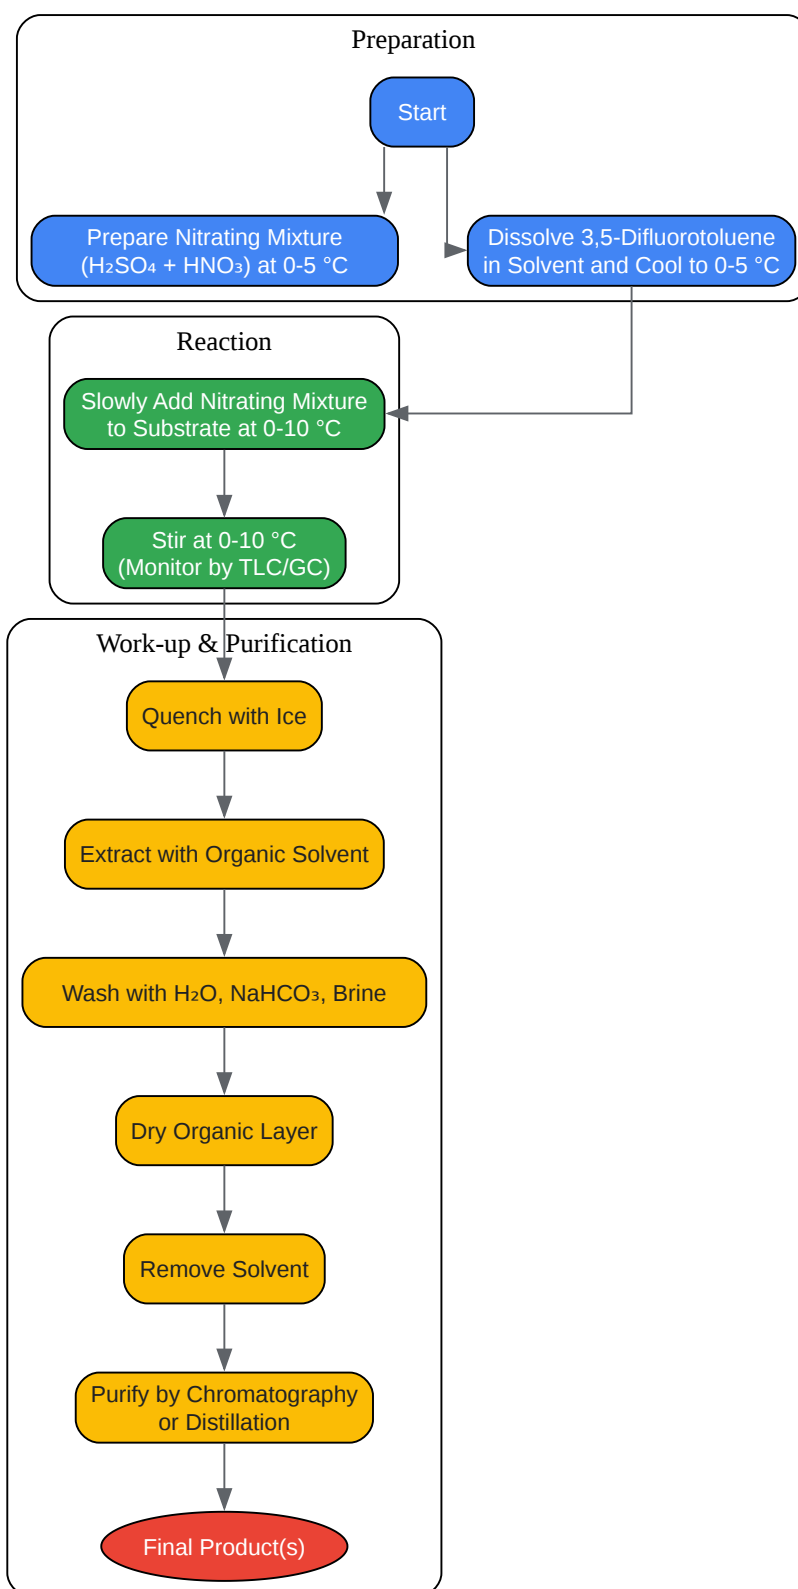 Preparation
Start
Prepare Nitrating Mixture
(H₂SO₄ + HNO₃) at 0-5 °C
Dissolve 3,5-Difluorotoluene
in Solvent and Cool to 0-5 °C
Reaction
Slowly Add Nitrating Mixture
to Substrate at 0-10 °C
Stir at 0-10 °C
(Monitor by TLC/GC)
Work-up & Purification
Quench with Ice
Extract with Organic Solvent
Wash with H₂O, NaHCO₃, Brine
Dry Organic Layer
Remove Solvent
Purify by Chromatography
or Distillation
Final Product(s)